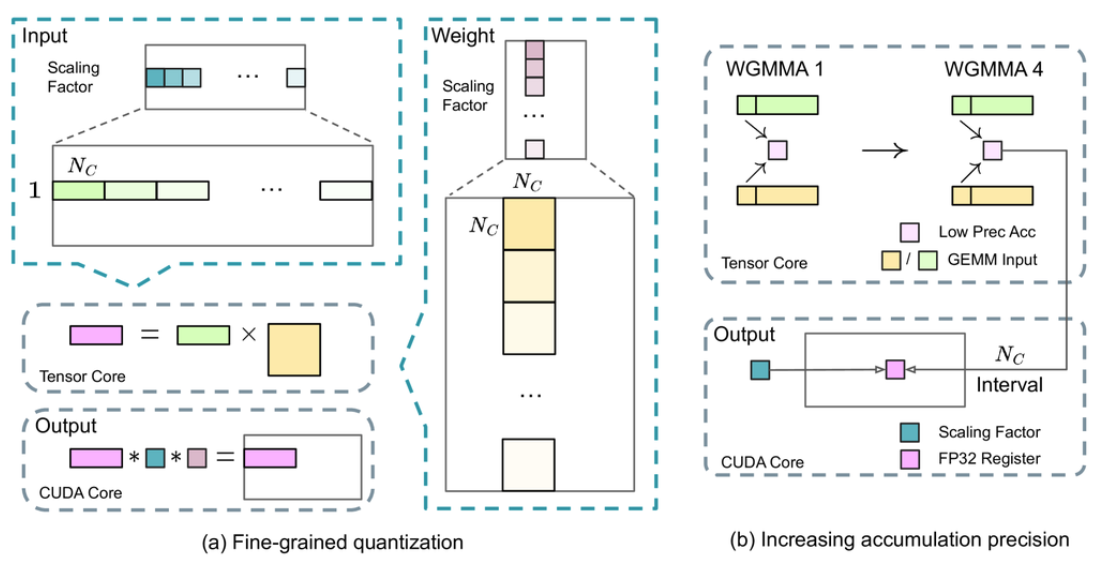 Input
Scaling
Factor
...
N_C
1
...
Weight
Scaling
Factor
...
N_C
N_C
...
= ×
Tensor Core
Output
* * =
CUDA Core
(a) Fine-grained quantization
WGMMA 1
WGMMA 4
Low Prec Acc
/ GEMM Input
Tensor Core
Output
N_C
Interval
Scaling Factor
FP32 Register
CUDA Core
(b) Increasing accumulation precision